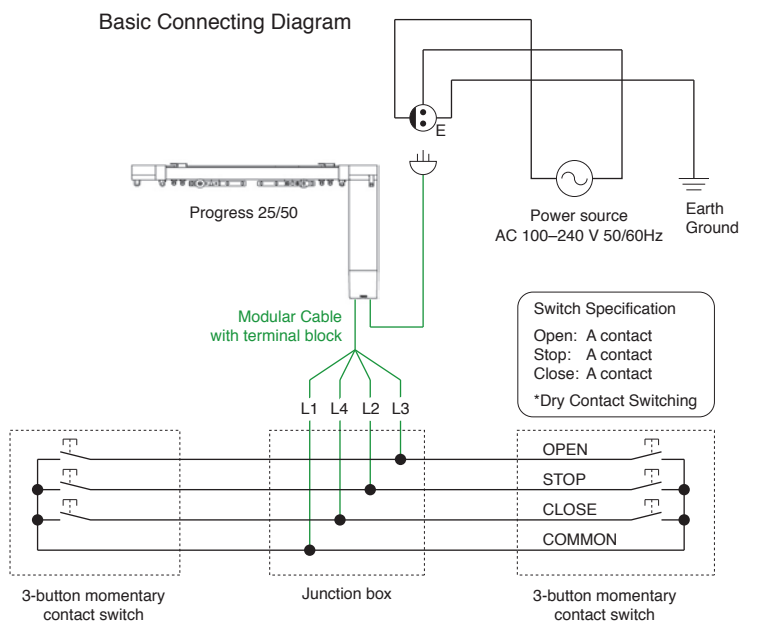 Basic Connecting Diagram
E
Progress 25/50
Power source
AC 100–240 V 50/60Hz
Earth
Ground
Modular Cable
with terminal block
Switch Specification
Open: A contact
Stop: A contact
Close: A contact
*Dry Contact Switching
L1 L4 L2 L3
OPEN
STOP
CLOSE
COMMON
3-button momentary
contact switch
Junction box
3-button momentary
contact switch